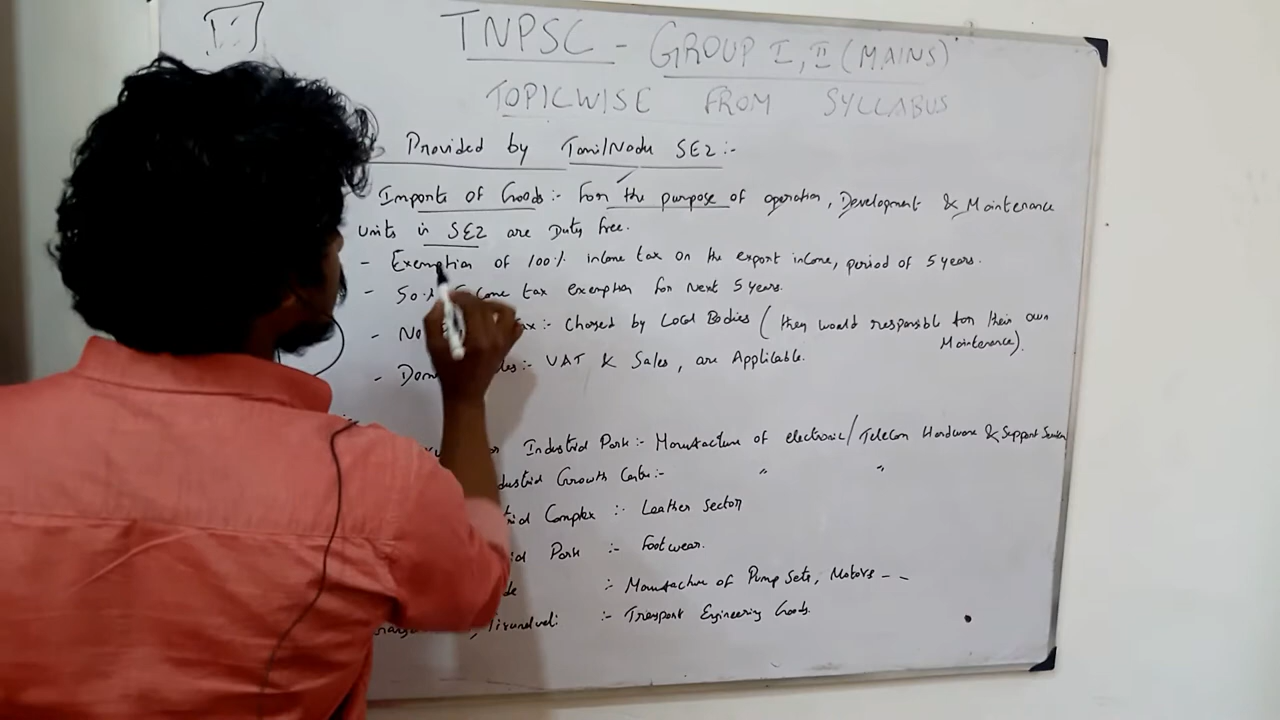 TNPSC - GROUP I, II (MAINS)
TOPICWISE FROM SYLLABUS
Provided by TamilNadu SEZ:-
Imports of Goods:- For the purpose of operation, Development & Maintenance
units in SEZ are Duty free.
- Exemption of 100% income tax on the export income, period of 5 years.
- 50% income tax exemption for Next 5 years.
- No Tax:- Charged by Local Bodies (they would responsible for their own
Maintenance).
- VAT & Sales, are Applicable.
Industrial Park:- Manufacture of electronic/Telecon Hardware & Support Services
Growth Centre:- " "
Complex :- Leather Sector
Park :- Footwear.
:- Manufacture of Pump Sets, Motors - -
Tirunelveli :- Transport Engineering Goods.